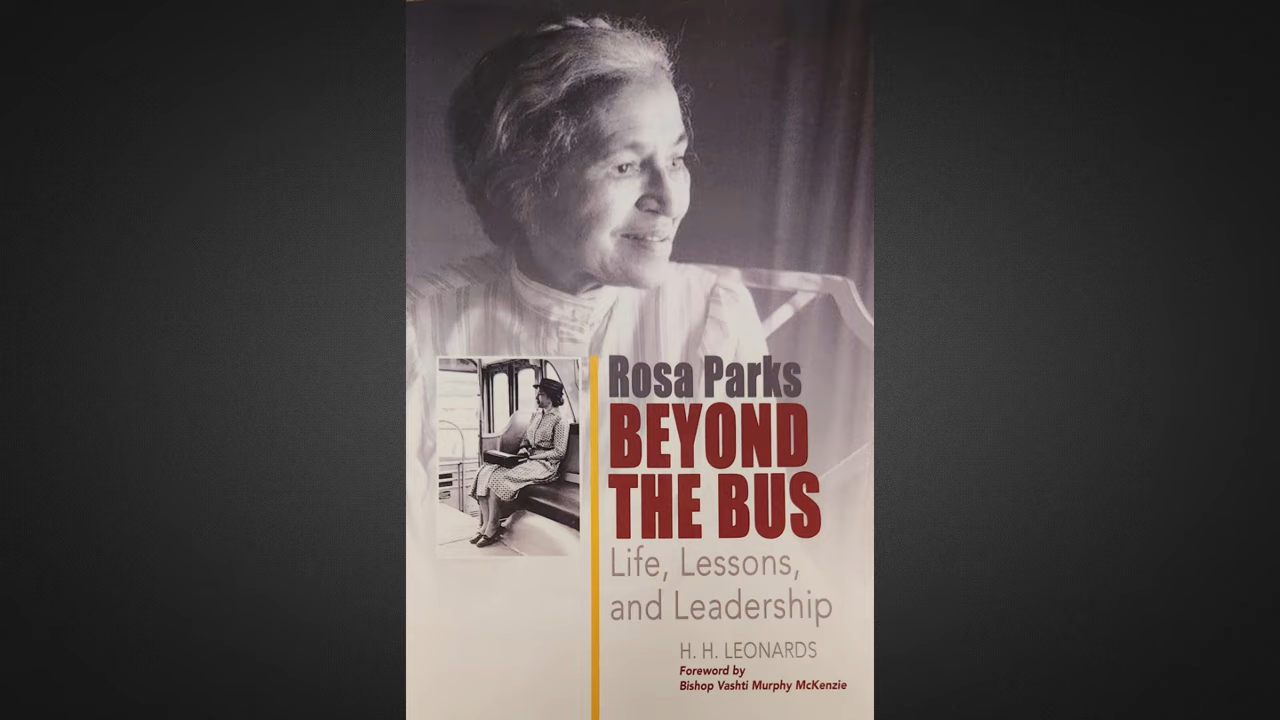 Rosa Parks
BEYOND
THE BUS
Life, Lessons,
and Leadership
H. H. LEONARDS
Foreword by
Bishop Vashti Murphy McKenzie